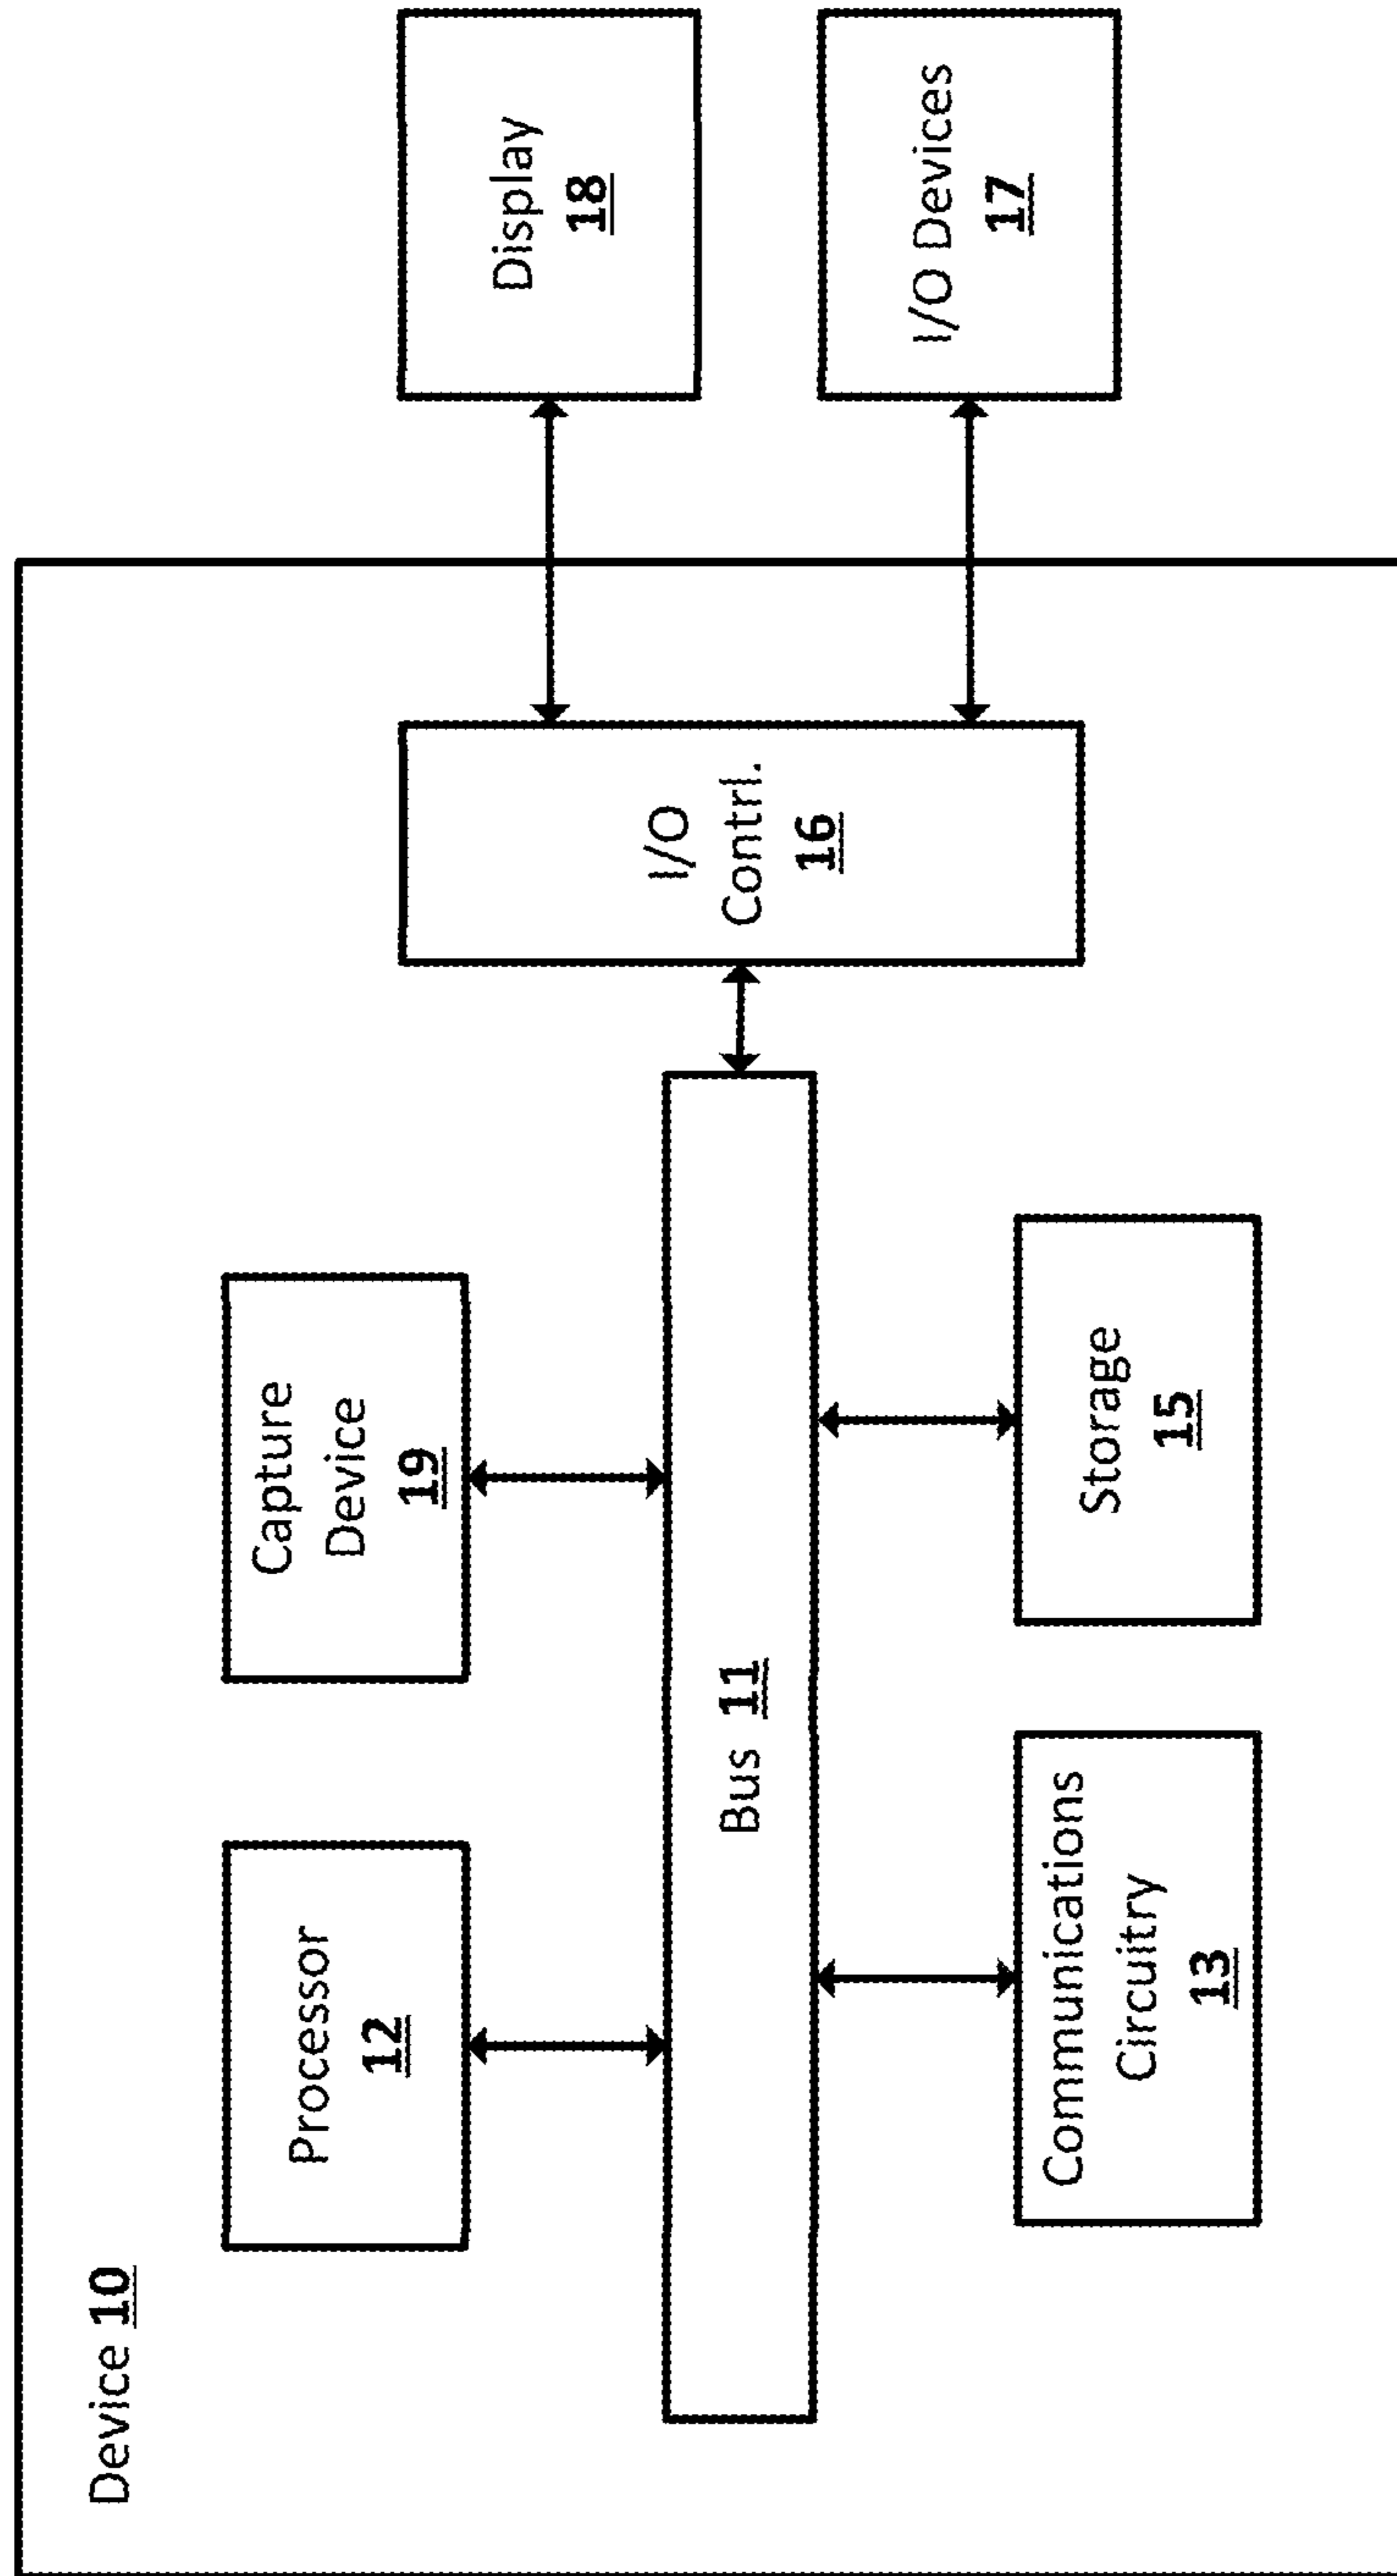 Device 10
Processor
12
Capture
Device
19
Bus 11
Communications
Circuitry
13
Storage
15
I/O
Contrl.
16
Display
18
I/O Devices
17